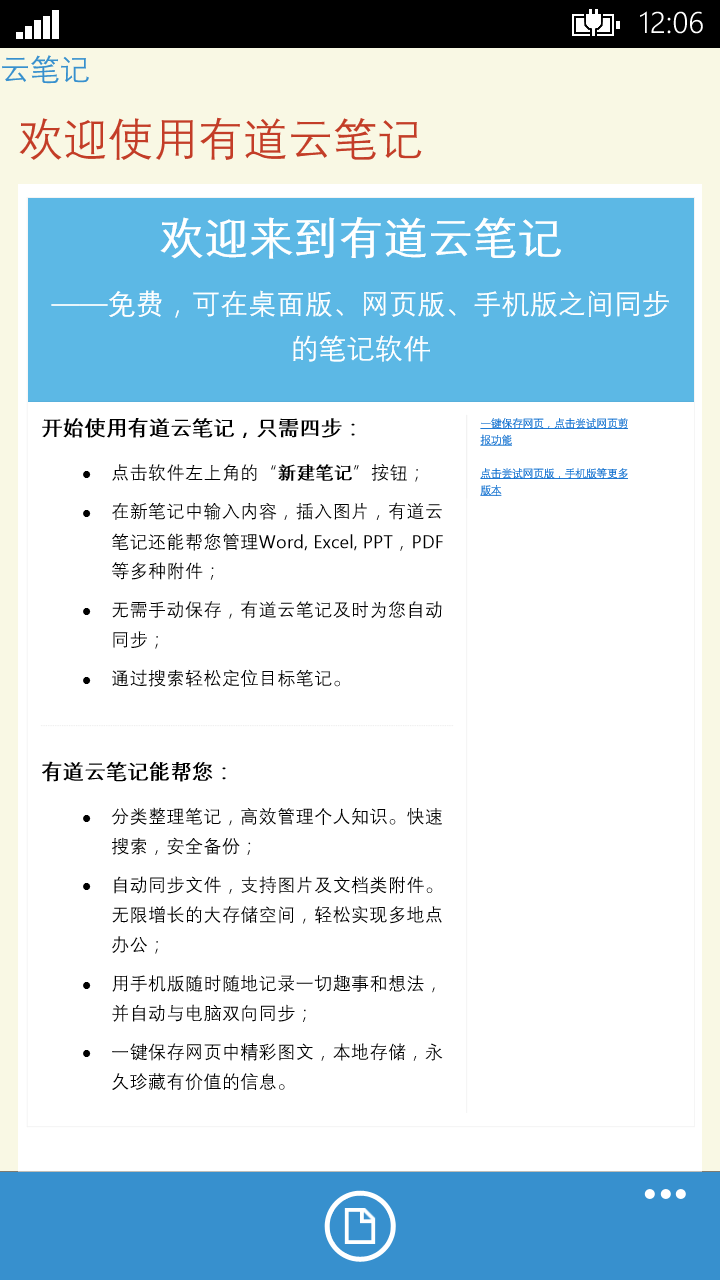 12:06
云笔记
欢迎使用有道云笔记
欢迎来到有道云笔记
——免费，可在桌面版、网页版、手机版之间同步
的笔记软件
开始使用有道云笔记，只需四步：
• 点击软件左上角的“新建笔记”按钮；
• 在新笔记中输入内容，插入图片，有道云
笔记还能帮您管理Word, Excel, PPT，PDF
等多种附件；
• 无需手动保存，有道云笔记及时为您自动
同步；
• 通过搜索轻松定位目标笔记。
有道云笔记能帮您：
• 分类整理笔记，高效管理个人知识。快速
搜索，安全备份；
• 自动同步文件，支持图片及文档类附件。
无限增长的大存储空间，轻松实现多地点
办公；
• 用手机版随时随地记录一切趣事和想法，
并自动与电脑双向同步；
• 一键保存网页中精彩图文，本地存储，永
久珍藏有价值的信息。
一键保存网页，点击尝试网页剪
报功能
点击尝试网页版，手机版等更多
版本